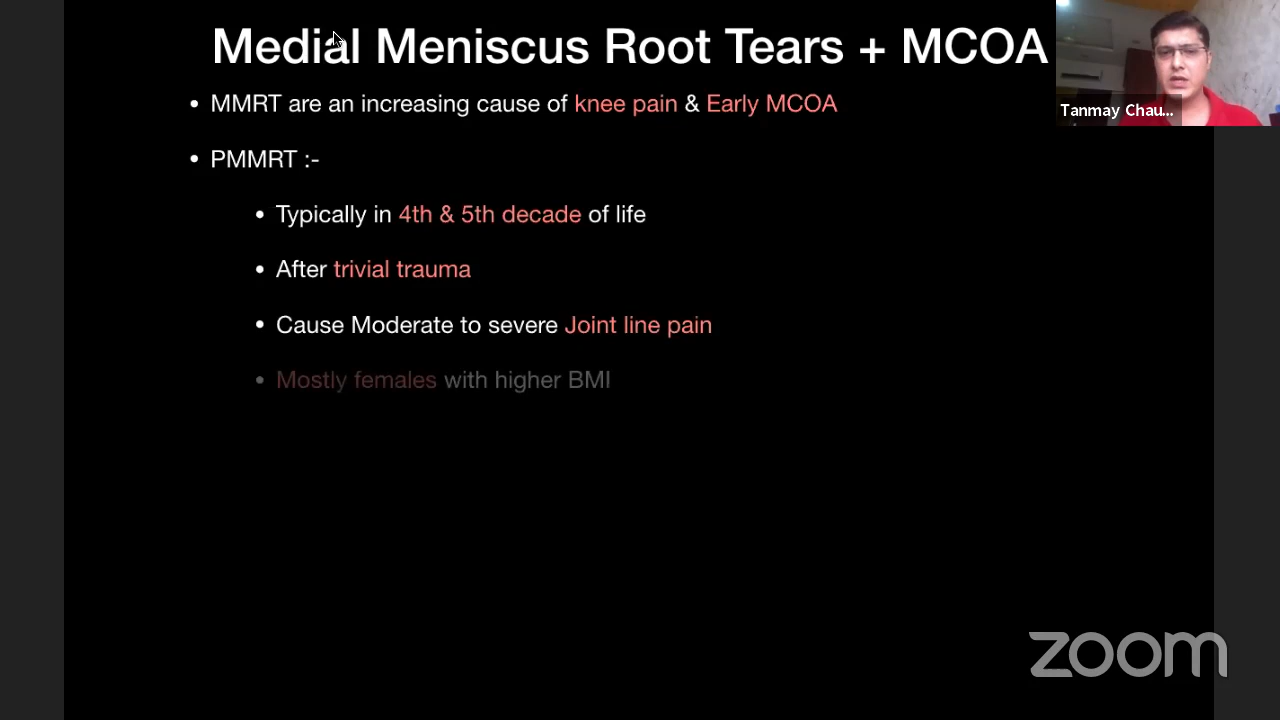 Medial Meniscus Root Tears + MCOA
• MMRT are an increasing cause of knee pain & Early MCOA
• PMMRT :-
• Typically in 4th & 5th decade of life
• After trivial trauma
• Cause Moderate to severe Joint line pain
• Mostly females with higher BMI
Tanmay Chau...
zoom